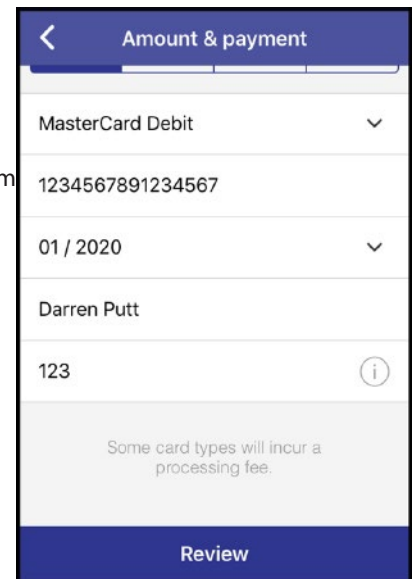 Amount & payment
MasterCard Debit
m
1234567891234567
01 / 2020
Darren Putt
123
Some card types will incur a
processing fee.
Review